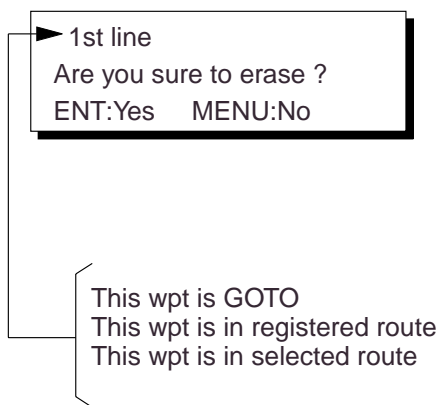 1st line
Are you sure to erase ?
ENT:Yes MENU:No
This wpt is GOTO
This wpt is in registered route
This wpt is in selected route